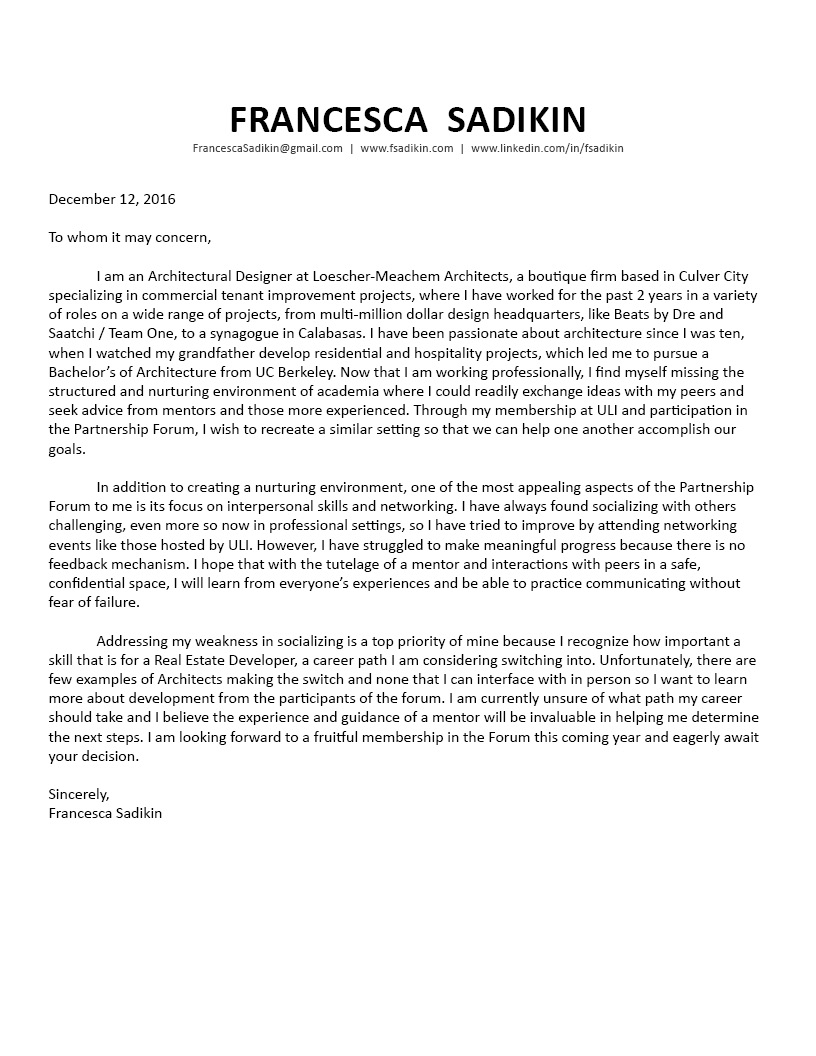 FRANCESCA SADIKIN
FrancescaSadikin@gmail.com | www.fsadikin.com | www.linkedin.com/in/fsadikin
December 12, 2016
To whom it may concern,
I am an Architectural Designer at Loescher-Meachem Architects, a boutique firm based in Culver City
specializing in commercial tenant improvement projects, where I have worked for the past 2 years in a variety
of roles on a wide range of projects, from multi-million dollar design headquarters, like Beats by Dre and
Saatchi / Team One, to a synagogue in Calabasas. I have been passionate about architecture since I was ten,
when I watched my grandfather develop residential and hospitality projects, which led me to pursue a
Bachelor’s of Architecture from UC Berkeley. Now that I am working professionally, I find myself missing the
structured and nurturing environment of academia where I could readily exchange ideas with my peers and
seek advice from mentors and those more experienced. Through my membership at ULI and participation in
the Partnership Forum, I wish to recreate a similar setting so that we can help one another accomplish our
goals.
In addition to creating a nurturing environment, one of the most appealing aspects of the Partnership
Forum to me is its focus on interpersonal skills and networking. I have always found socializing with others
challenging, even more so now in professional settings, so I have tried to improve by attending networking
events like those hosted by ULI. However, I have struggled to make meaningful progress because there is no
feedback mechanism. I hope that with the tutelage of a mentor and interactions with peers in a safe,
confidential space, I will learn from everyone’s experiences and be able to practice communicating without
fear of failure.
Addressing my weakness in socializing is a top priority of mine because I recognize how important a
skill that is for a Real Estate Developer, a career path I am considering switching into. Unfortunately, there are
few examples of Architects making the switch and none that I can interface with in person so I want to learn
more about development from the participants of the forum. I am currently unsure of what path my career
should take and I believe the experience and guidance of a mentor will be invaluable in helping me determine
the next steps. I am looking forward to a fruitful membership in the Forum this coming year and eagerly await
your decision.
Sincerely,
Francesca Sadikin